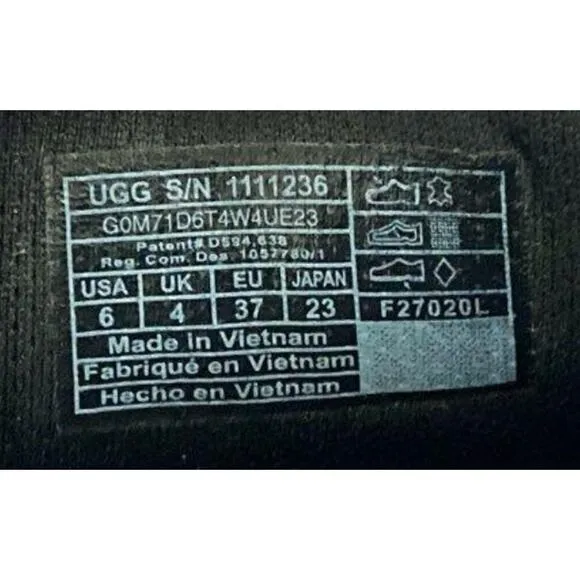 UGG S/N 1111236
G0M71D6T4W4UE23
Patent# D594,638
Reg. Com. Des. 1057780/1
USA UK EU JAPAN
6 4 37 23
F27020L
Made in Vietnam
Fabriqué en Vietnam
Hecho en Vietnam